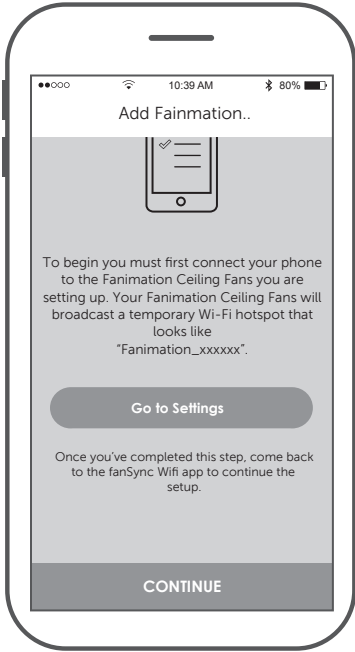 10:39 AM 80%
Add Fainmation..
To begin you must first connect your phone
to the Fanimation Ceiling Fans you are
setting up. Your Fanimation Ceiling Fans will
broadcast a temporary Wi-Fi hotspot that
looks like
“Fanimation_xxxxxx”.
Go to Settings
Once you’ve completed this step, come back
to the fanSync Wifi app to continue the
setup.
CONTINUE